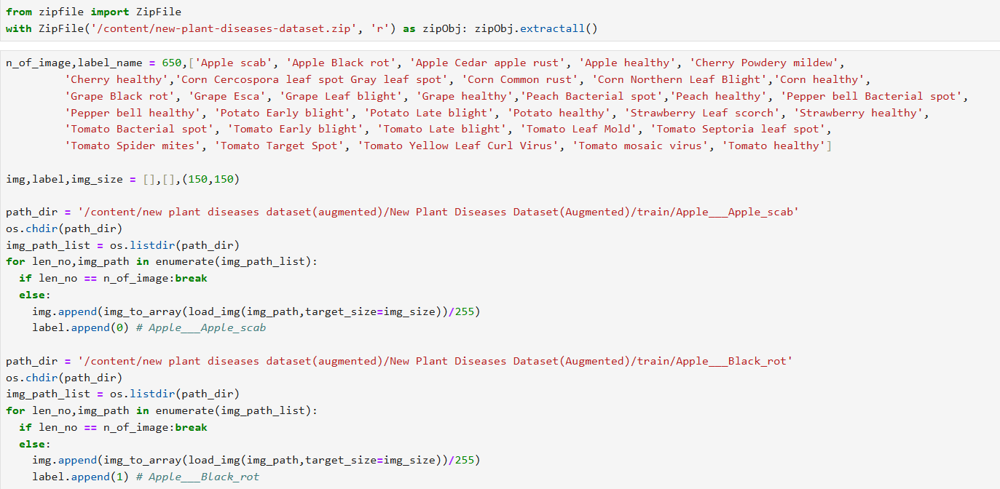 from zipfile import ZipFile
with ZipFile('/content/new-plant-diseases-dataset.zip', 'r') as zipObj: zipObj.extractall()
n_of_image,label_name = 650,['Apple scab', 'Apple Black rot', 'Apple Cedar apple rust', 'Apple healthy', 'Cherry Powdery mildew',
'Cherry healthy','Corn Cercospora leaf spot Gray leaf spot', 'Corn Common rust', 'Corn Northern Leaf Blight','Corn healthy',
'Grape Black rot', 'Grape Esca', 'Grape Leaf blight', 'Grape healthy','Peach Bacterial spot','Peach healthy', 'Pepper bell Bacterial spot',
'Pepper bell healthy', 'Potato Early blight', 'Potato Late blight', 'Potato healthy', 'Strawberry Leaf scorch', 'Strawberry healthy',
'Tomato Bacterial spot', 'Tomato Early blight', 'Tomato Late blight', 'Tomato Leaf Mold', 'Tomato Septoria leaf spot',
'Tomato Spider mites', 'Tomato Target Spot', 'Tomato Yellow Leaf Curl Virus', 'Tomato mosaic virus', 'Tomato healthy']
img,label,img_size = [],[],(150,150)
path_dir = '/content/new plant diseases dataset(augmented)/New Plant Diseases Dataset(Augmented)/train/Apple___Apple_scab'
os.chdir(path_dir)
img_path_list = os.listdir(path_dir)
for len_no,img_path in enumerate(img_path_list):
  if len_no == n_of_image:break
  else:
    img.append(img_to_array(load_img(img_path,target_size=img_size))/255)
    label.append(0) # Apple___Apple_scab
path_dir = '/content/new plant diseases dataset(augmented)/New Plant Diseases Dataset(Augmented)/train/Apple___Black_rot'
os.chdir(path_dir)
img_path_list = os.listdir(path_dir)
for len_no,img_path in enumerate(img_path_list):
  if len_no == n_of_image:break
  else:
    img.append(img_to_array(load_img(img_path,target_size=img_size))/255)
    label.append(1) # Apple___Black_rot